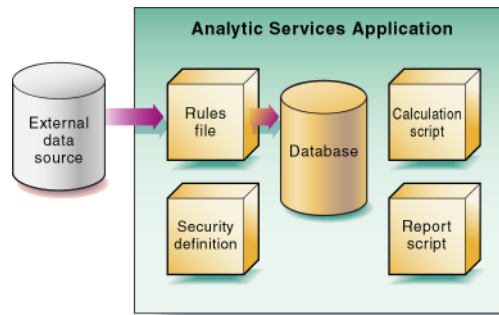 Analytic Services Application
External
data
source
Rules
file
Database
Calculation
script
Security
definition
Report
script